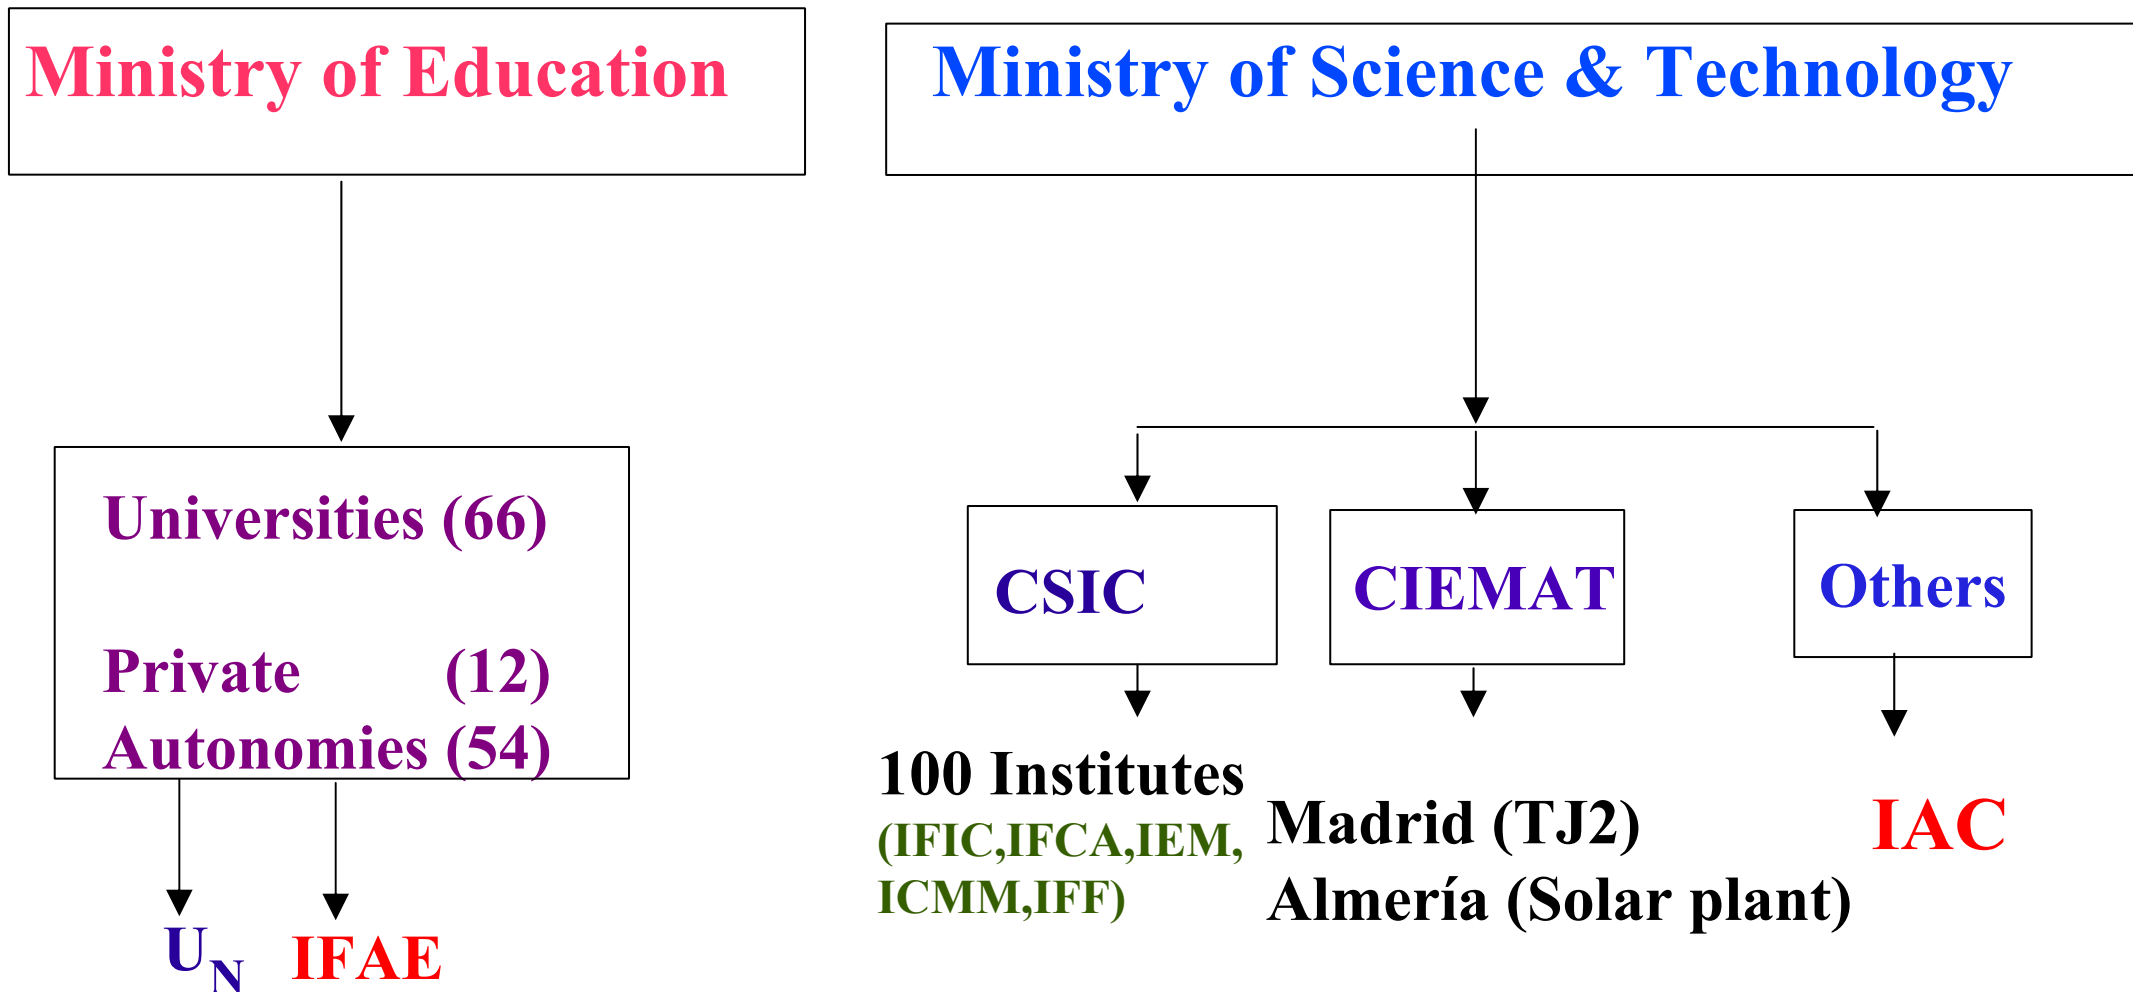 Ministry of Education
Ministry of Science & Technology
Universities (66)
Private (12)
Autonomies (54)
U_N
IFAE
CSIC
CIEMAT
Others
100 Institutes
(IFIC,IFCA,IEM,
ICMM,IFF)
Madrid (TJ2)
Almería (Solar plant)
IAC